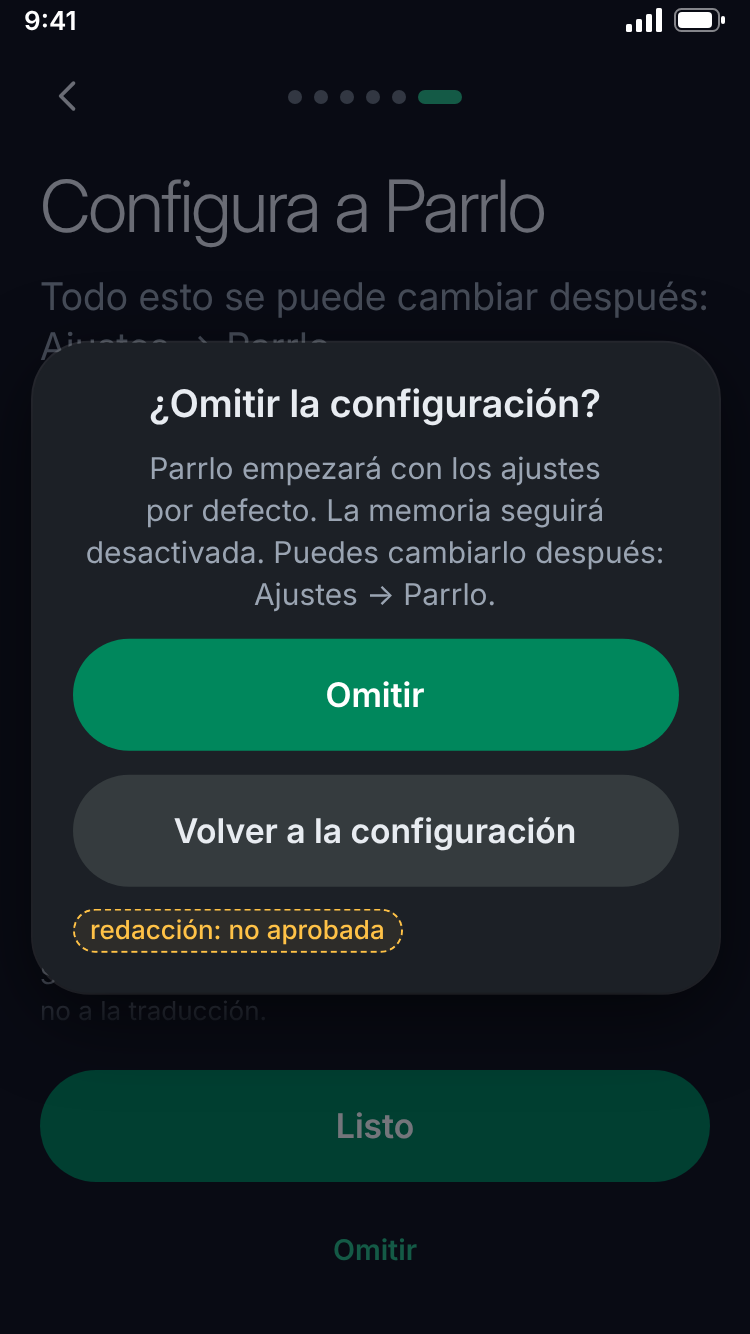 9:41
Configura a Parrlo
Todo esto se puede cambiar después:
Ajustes → Parrlo
¿Omitir la configuración?
Parrlo empezará con los ajustes
por defecto. La memoria seguirá
desactivada. Puedes cambiarlo después:
Ajustes → Parrlo.
Omitir
Volver a la configuración
redacción: no aprobada
no a la traducción.
Listo
Omitir